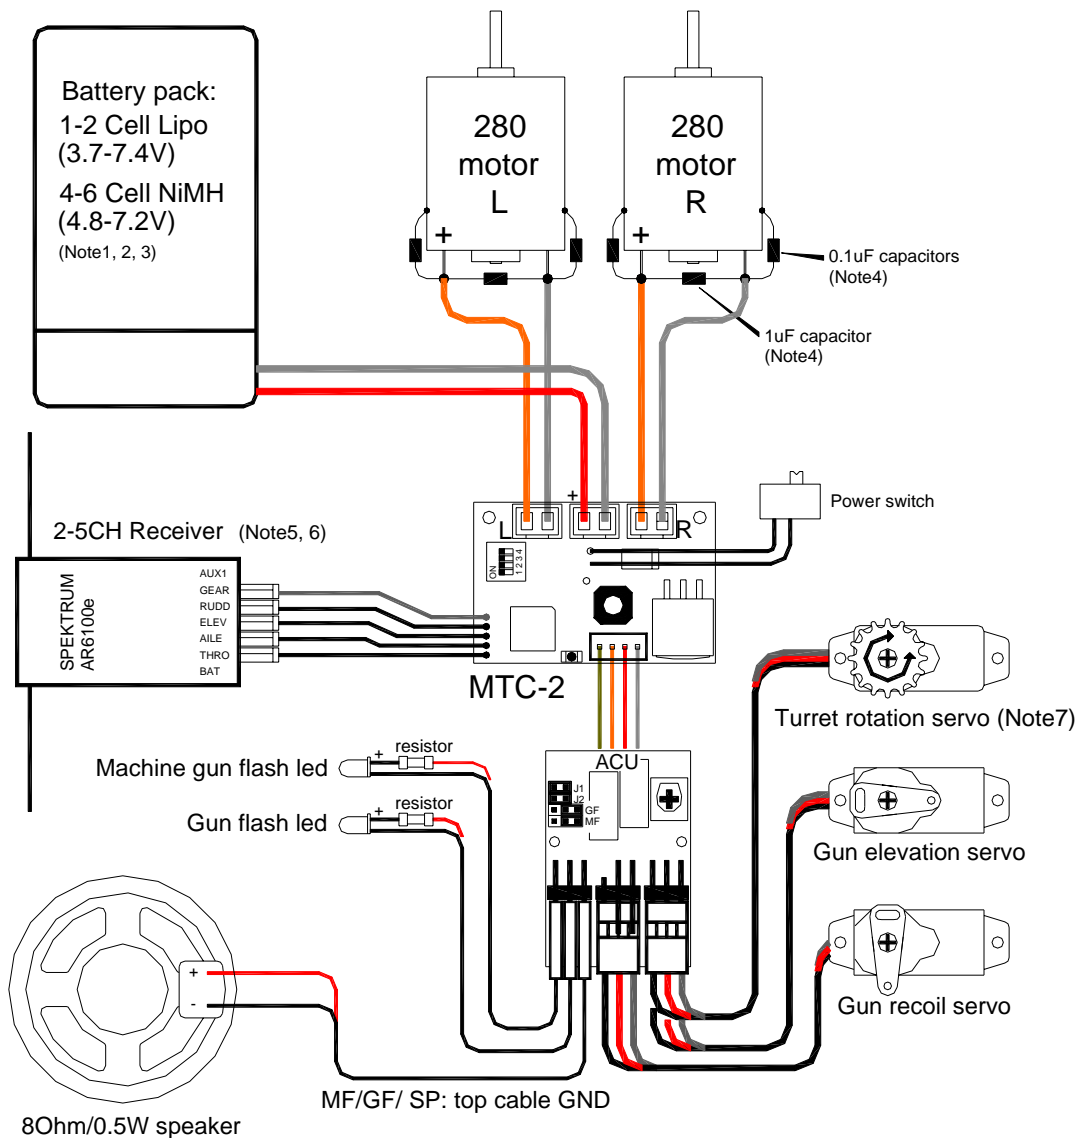 Battery pack:
1-2 Cell Lipo
(3.7-7.4V)
4-6 Cell NiMH
(4.8-7.2V)
(Note1, 2, 3)
280
motor
L
+
280
motor
R
+
0.1uF capacitors
(Note4)
1uF capacitor
(Note4)
Power switch
2-5CH Receiver (Note5, 6)
SPEKTRUM
AR6100e
AUX1
GEAR
RUDD
ELEV
AILE
THRO
BAT
L
+
R
ON
1 2 3 4
MTC-2
Turret rotation servo (Note7)
ACU
J1
J2
GF
MF
Machine gun flash led
+
resistor
Gun flash led
+
resistor
Gun elevation servo
Gun recoil servo
+
-
MF/GF/ SP: top cable GND
8Ohm/0.5W speaker